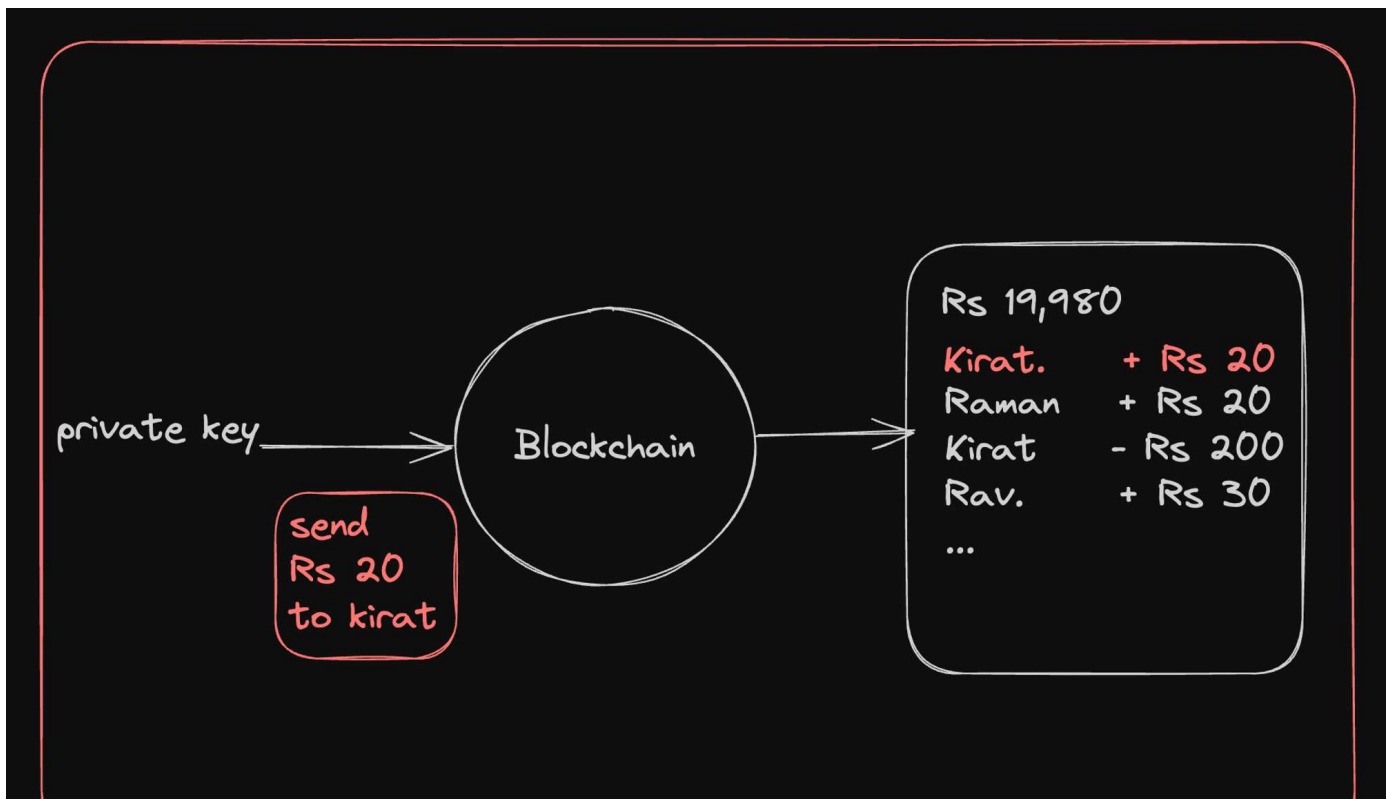 private key
send
Rs 20
to kirat
Blockchain
Rs 19,980
Kirat. + Rs 20
Raman + Rs 20
Kirat - Rs 200
Rav. + Rs 30
...